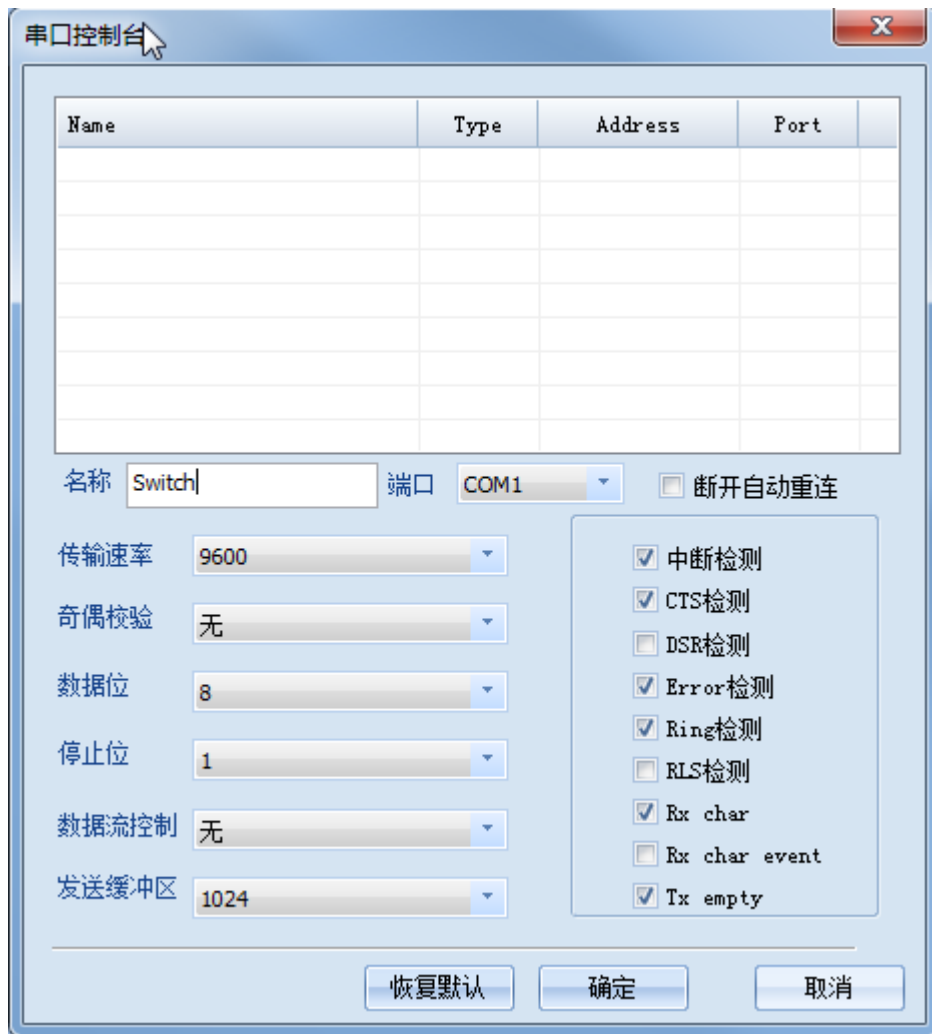 串口控制台
Name Type Address Port
名称 Switch 端口 COM1 断开自动重连
传输速率 9600
奇偶校验 无
数据位 8
停止位 1
数据流控制 无
发送缓冲区 1024
中断检测
CTS检测
DSR检测
Error检测
Ring检测
RLS检测
Rx char
Rx char event
Tx empty
恢复默认 确定 取消